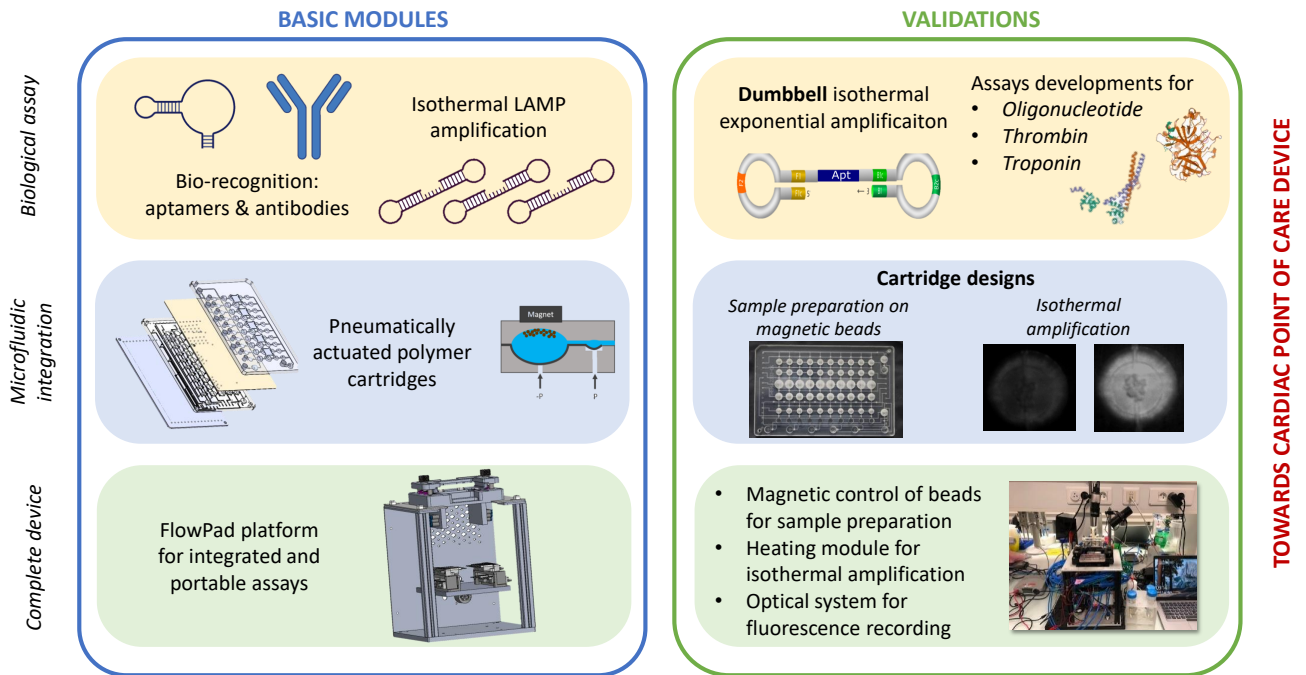 BASIC MODULES
VALIDATIONS
Biological assay
Bio-recognition:
aptamers & antibodies
Isothermal LAMP
amplification
Dumbbell isothermal
exponential amplificaiton
Apt
Assays developments for
• Oligonucleotide
• Thrombin
• Troponin
Microfluidic
integration
Pneumatically
actuated polymer
cartridges
Magnet
-P
P
Cartridge designs
Sample preparation on
magnetic beads
Isothermal
amplification
Complete device
FlowPad platform
for integrated and
portable assays
• Magnetic control of beads
for sample preparation
• Heating module for
isothermal amplification
• Optical system for
fluorescence recording
TOWARDS CARDIAC POINT OF CARE DEVICE